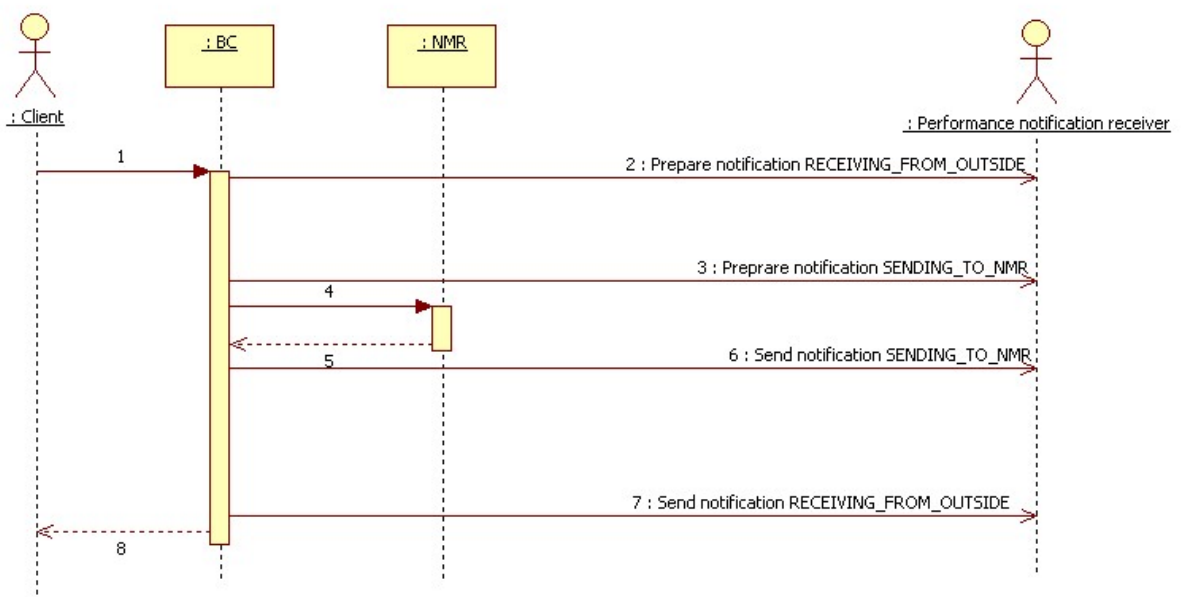 : BC
: NMR
: Client
: Performance notification receiver
1
2 : Prepare notification RECEIVING_FROM_OUTSIDE
3 : Preprare notification SENDING_TO_NMR
4
5
6 : Send notification SENDING_TO_NMR
7 : Send notification RECEIVING_FROM_OUTSIDE
8